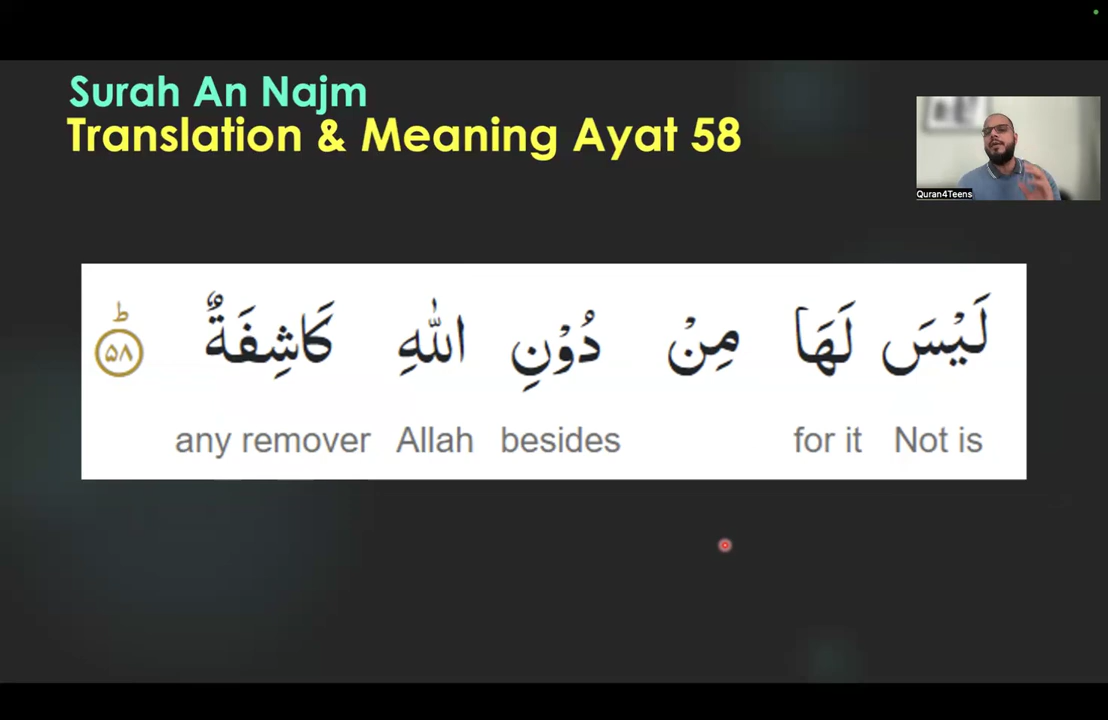 Surah An Najm
Translation & Meaning Ayat 58
Quran4Teens
لَيْسَ لَهَا مِنْ دُوْنِ اللّٰهِ كَاشِفَةٌ ؕ ۵۸
any remover Allah besides for it Not is